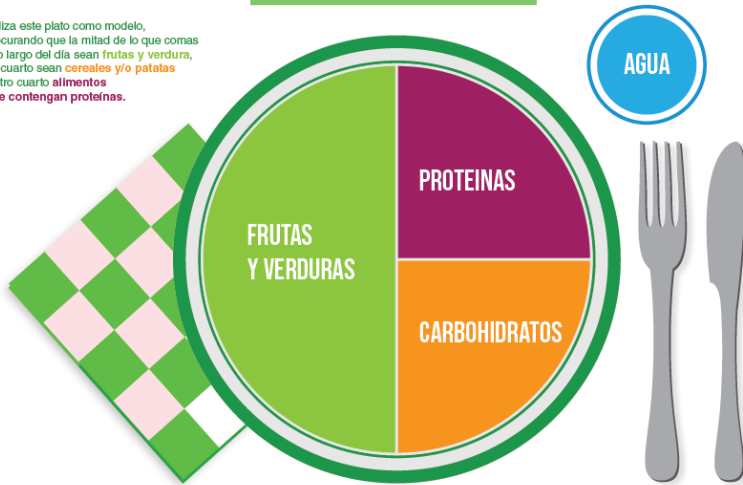 liza este plato como modelo,
ocurando que la mitad de lo que comas
o largo del día sean frutas y verdura,
cuarto sean cereales y/o patatas
tro cuarto alimentos
e contengan proteínas.
AGUA
PROTEINAS
FRUTAS
Y VERDURAS
CARBOHIDRATOS